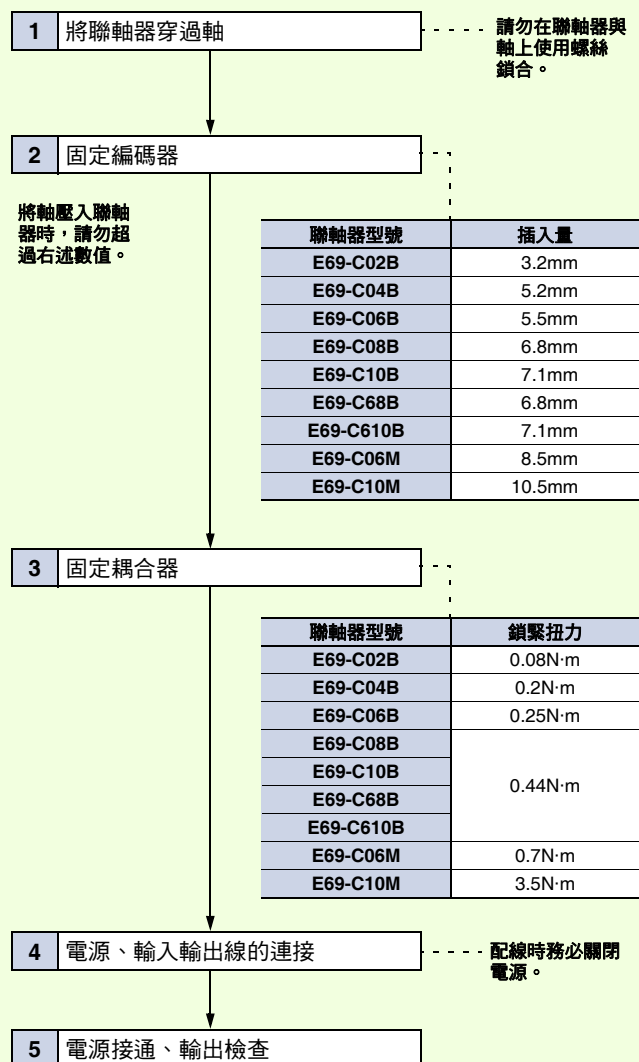 1 將聯軸器穿過軸
請勿在聯軸器與
軸上使用螺絲
鎖合。
2 固定編碼器
將軸壓入聯軸
器時，請勿超
過右述數值。
聯軸器型號 插入量
E69-C02B 3.2mm
E69-C04B 5.2mm
E69-C06B 5.5mm
E69-C08B 6.8mm
E69-C10B 7.1mm
E69-C68B 6.8mm
E69-C610B 7.1mm
E69-C06M 8.5mm
E69-C10M 10.5mm
3 固定耦合器
聯軸器型號 鎖緊扭力
E69-C02B 0.08N·m
E69-C04B 0.2N·m
E69-C06B 0.25N·m
E69-C08B
E69-C10B
0.44N·m
E69-C68B
E69-C610B
E69-C06M 0.7N·m
E69-C10M 3.5N·m
4 電源、輸入輸出線的連接
配線時務必關閉
電源。
5 電源接通、輸出檢查